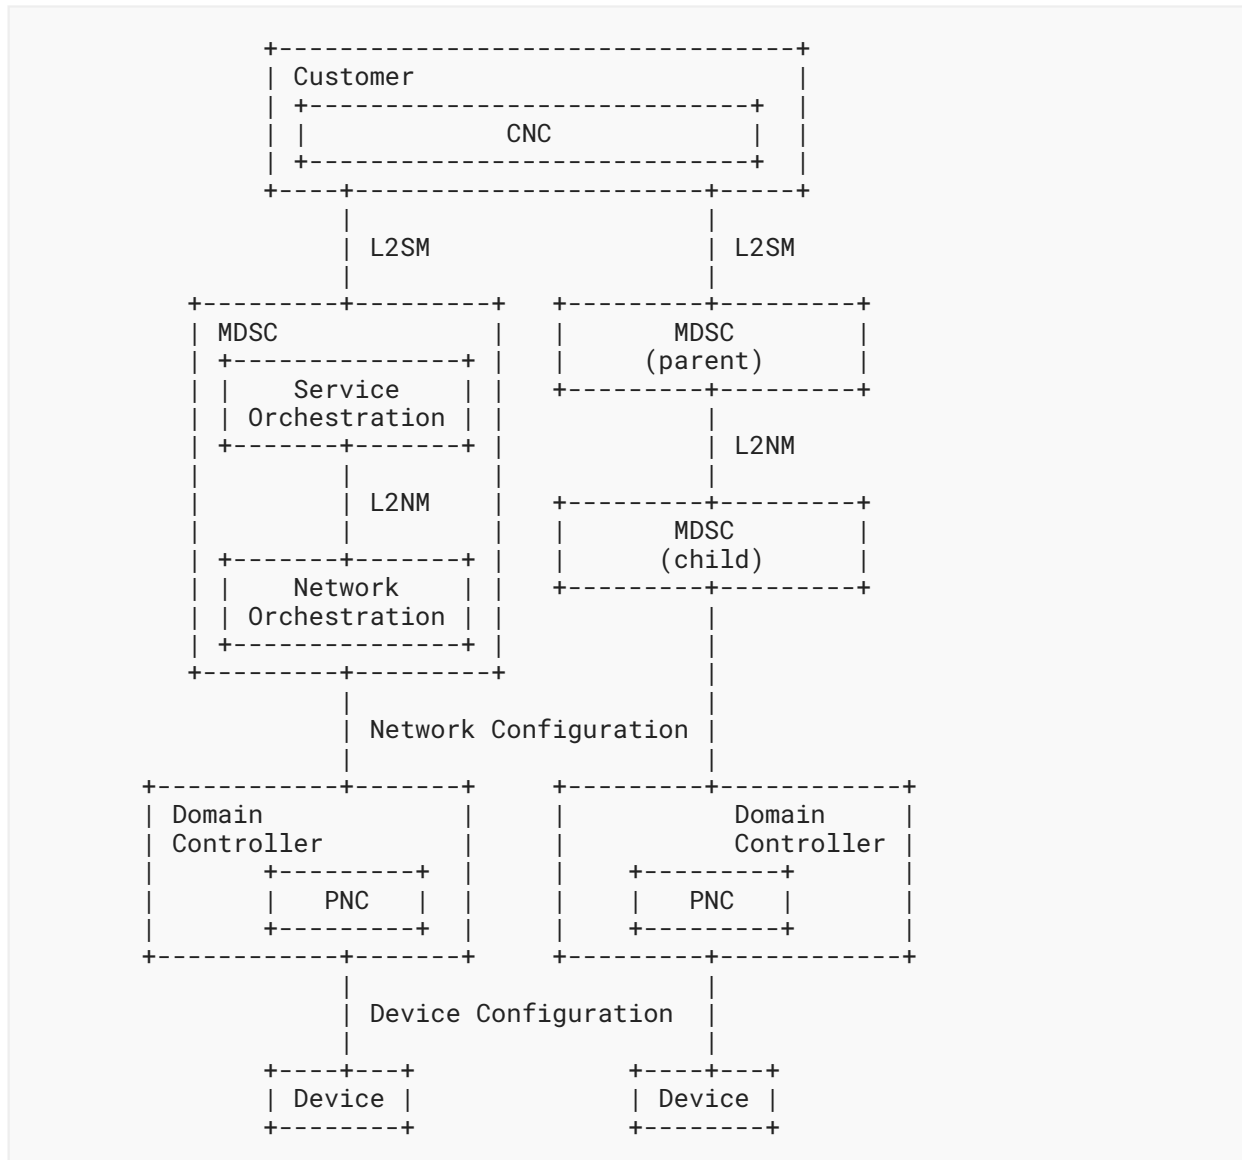 Customer
CNC
L2SM L2SM
MDSC MDSC
(parent)
Service
Orchestration
L2NM
L2NM
MDSC
(child)
Network
Orchestration
Network Configuration
Domain Domain
Controller Controller
PNC PNC
Device Configuration
Device Device